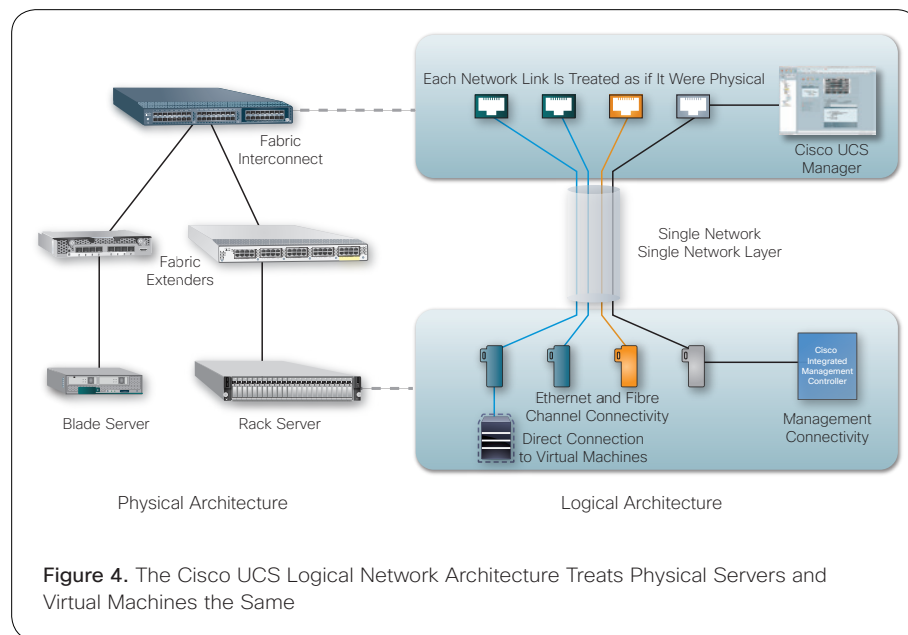 Each Network Link Is Treated as if It Were Physical
Fabric
Interconnect
Cisco UCS
Manager
Single Network
Single Network Layer
Fabric
Extenders
Cisco
Integrated
Management
Controller
Ethernet and Fibre
Channel Connectivity
Blade Server
Rack Server
Direct Connection
to Virtual Machines
Management
Connectivity
Physical Architecture
Logical Architecture
Figure 4. The Cisco UCS Logical Network Architecture Treats Physical Servers and
Virtual Machines the Same